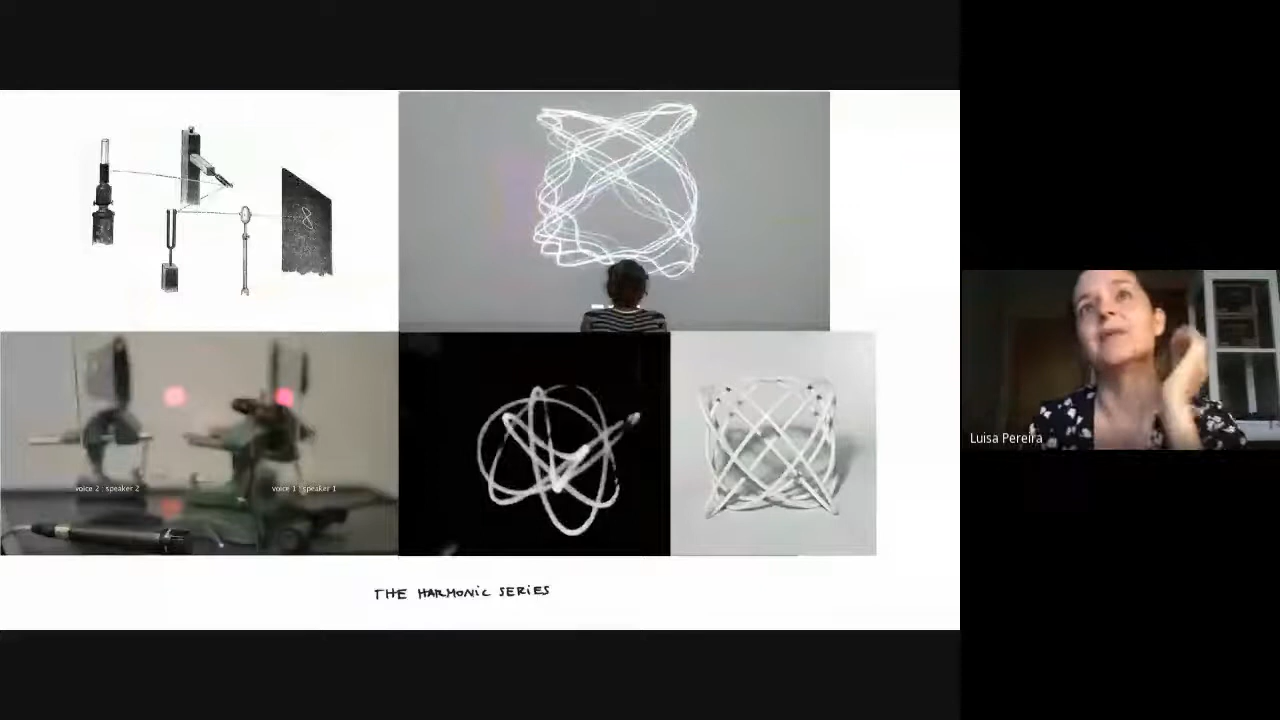 voice 2 : speaker 2
voice 1 : speaker 1
THE HARMONIC SERIES
Luisa Pereira